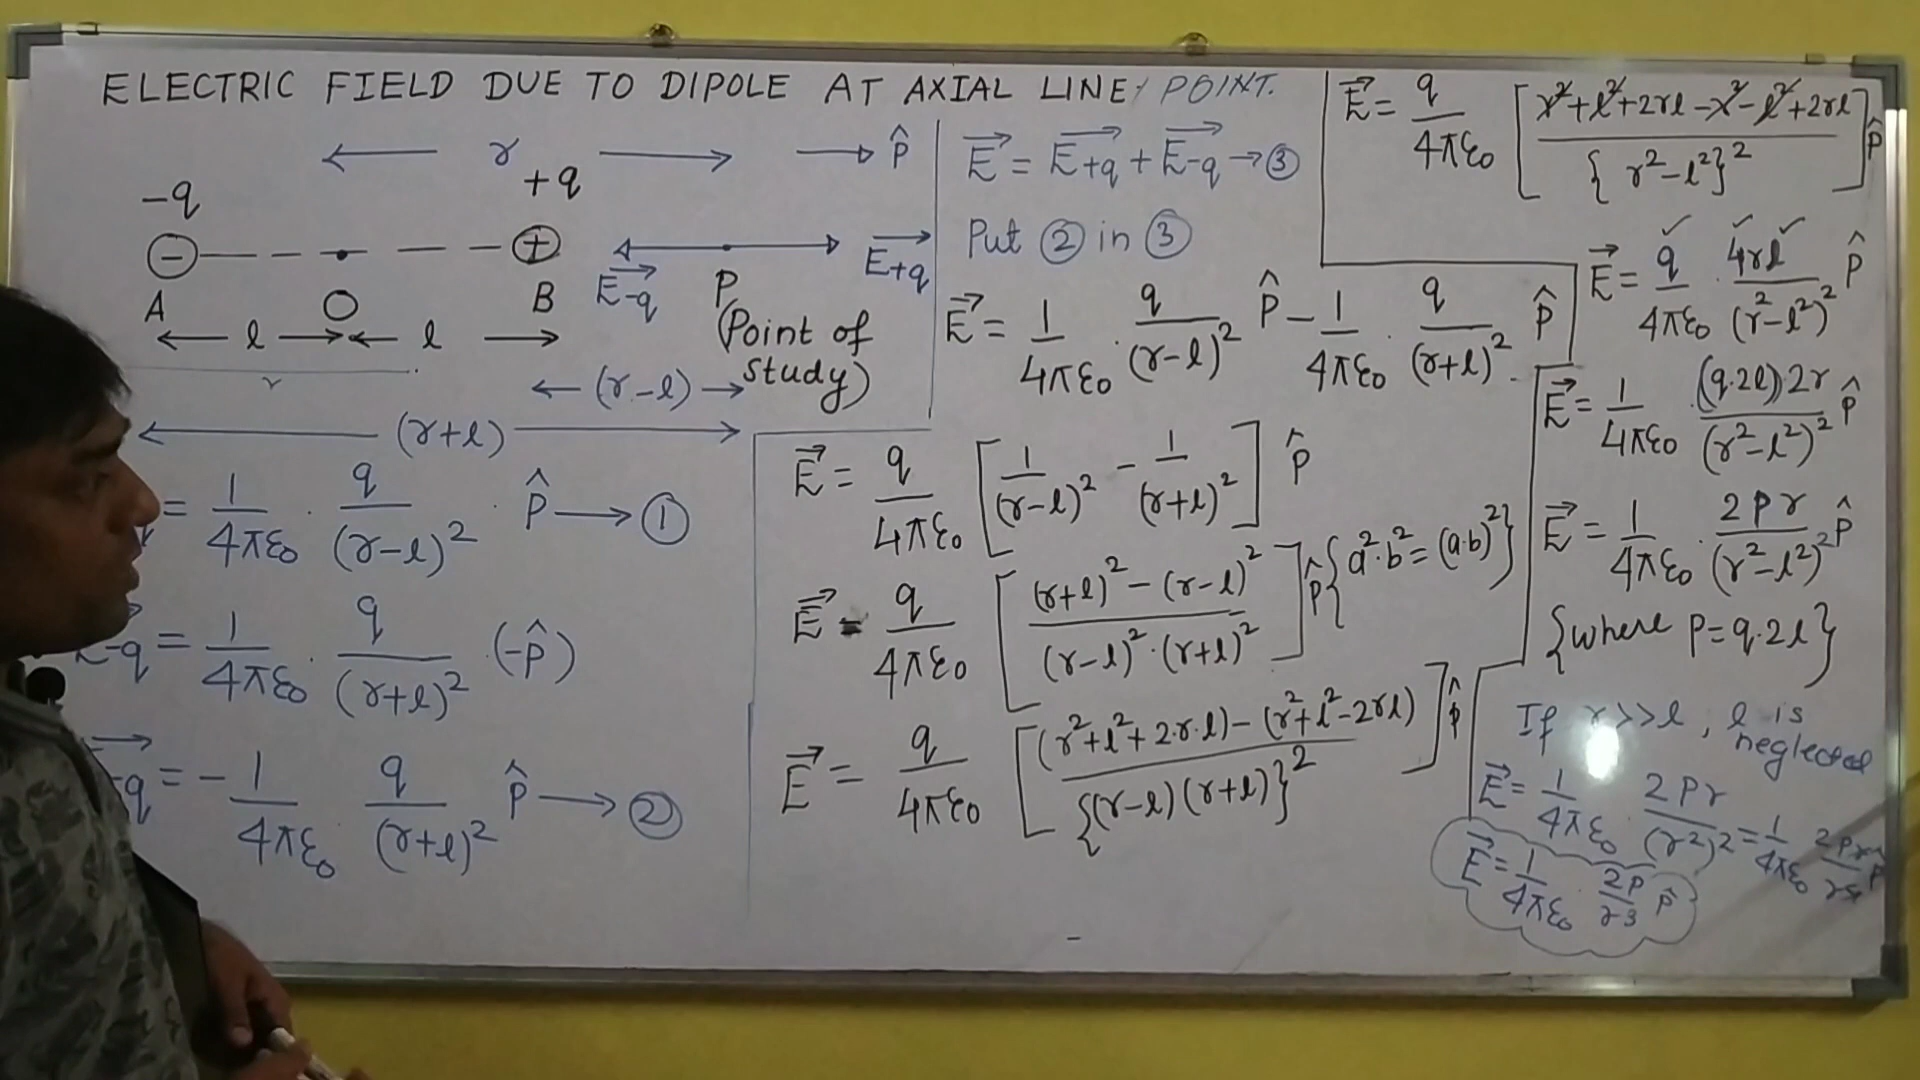 ELECTRIC FIELD DUE TO DIPOLE AT AXIAL LINE / POINT.
r → p̂
-q +q
A O B
l l
E⃗-q P E⃗+q
(Point of study)
(r-l)
(r+l)
= 1/4πε₀ · q/(r-l)² · p̂ → ①
E-q = 1/4πε₀ · q/(r+l)² (-p̂)
-q = - 1/4πε₀ q/(r+l)² p̂ → ②
E⃗ = E⃗+q + E⃗-q → ③
Put ② in ③
E⃗ = 1/4πε₀ · q/(r-l)² p̂ - 1/4πε₀ · q/(r+l)² p̂
E⃗ = q/4πε₀ [1/(r-l)² - 1/(r+l)²] p̂
E⃗ = q/4πε₀ [(r+l)² - (r-l)² / (r-l)²·(r+l)²] p̂ {a²·b² = (a·b)²}
E⃗ = q/4πε₀ [(r²+l²+2·r·l) - (r²+l²-2rl) / {(r-l)(r+l)}²] p̂
E⃗ = q/4πε₀ [r²+l²+2rl-r²-l²+2rl / {r²-l²}²] p̂
E⃗ = q/4πε₀ · 4rl/(r²-l²)² p̂
E⃗ = 1/4πε₀ · (q·2l)2r/(r²-l²)² p̂
E⃗ = 1/4πε₀ · 2pr/(r²-l²)² p̂
{where p=q·2l}
If r>>l, l is neglected
E⃗ = 1/4πε₀ · 2pr/(r²)² = 1/4πε₀ 2pr/r⁴ p̂
E⃗ = 1/4πε₀ · 2p/r³ p̂